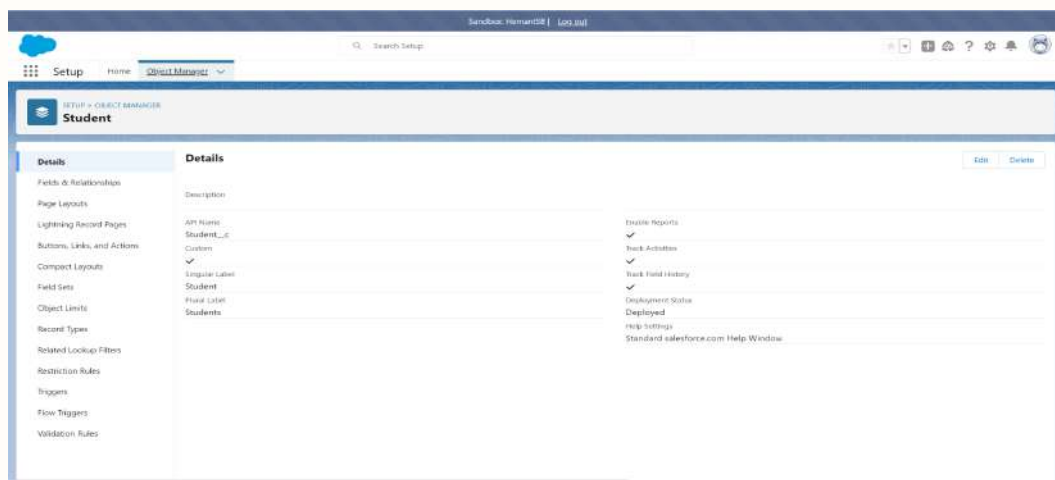 Sandbox: HemantSB | Log out
Search Setup
Setup Home Object Manager
SETUP > OBJECT MANAGER
Student
Details
Fields & Relationships
Page Layouts
Lightning Record Pages
Buttons, Links, and Actions
Compact Layouts
Field Sets
Object Limits
Record Types
Related Lookup Filters
Restriction Rules
Triggers
Flow Triggers
Validation Rules
Details
Edit Delete
Description
API Name
Student__c
Custom
Singular Label
Student
Plural Label
Students
Enable Reports
Track Activities
Track Field History
Deployment Status
Deployed
Help Settings
Standard salesforce.com Help Window